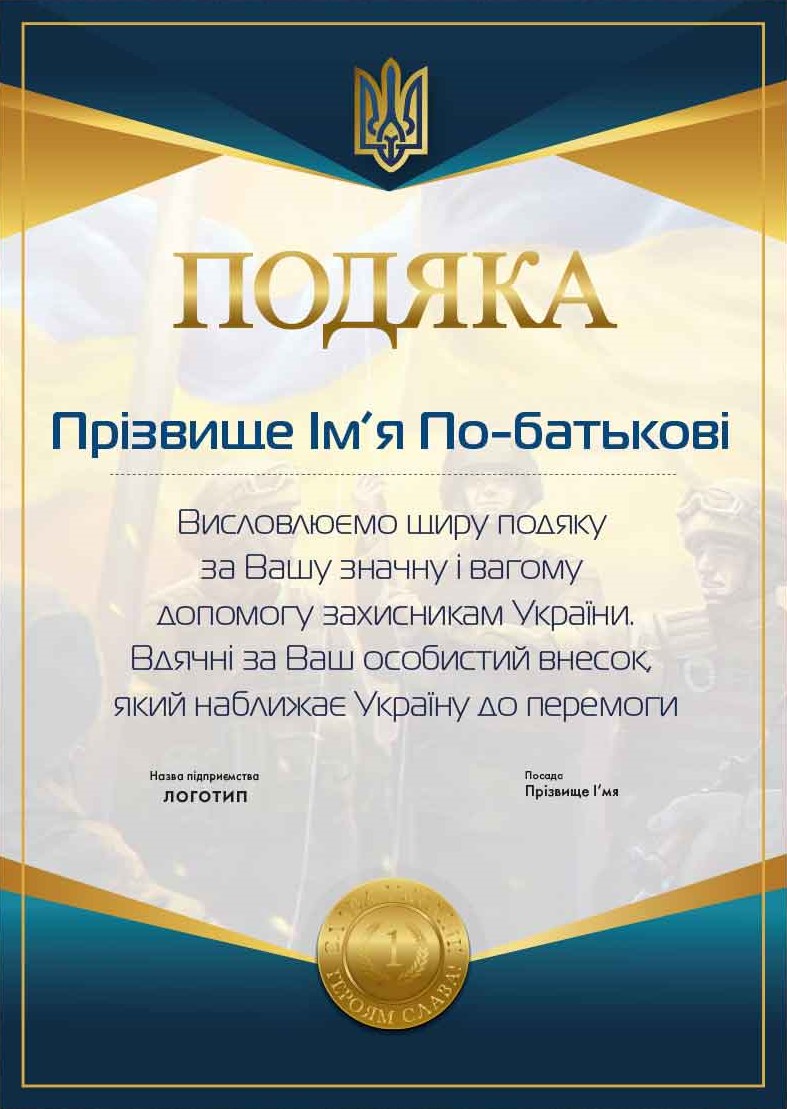 ПОДЯКА
Прізвище Ім’я По-батькові
Висловлюємо щиру подяку
за Вашу значну і вагому
допомогу захисникам України.
Вдячні за Ваш особистий внесок,
який наближає Україну до перемоги
Назва підприємства
ЛОГОТИП
Посада
Прізвище І’мя
1
ГЕРОЯМ СЛАВА!